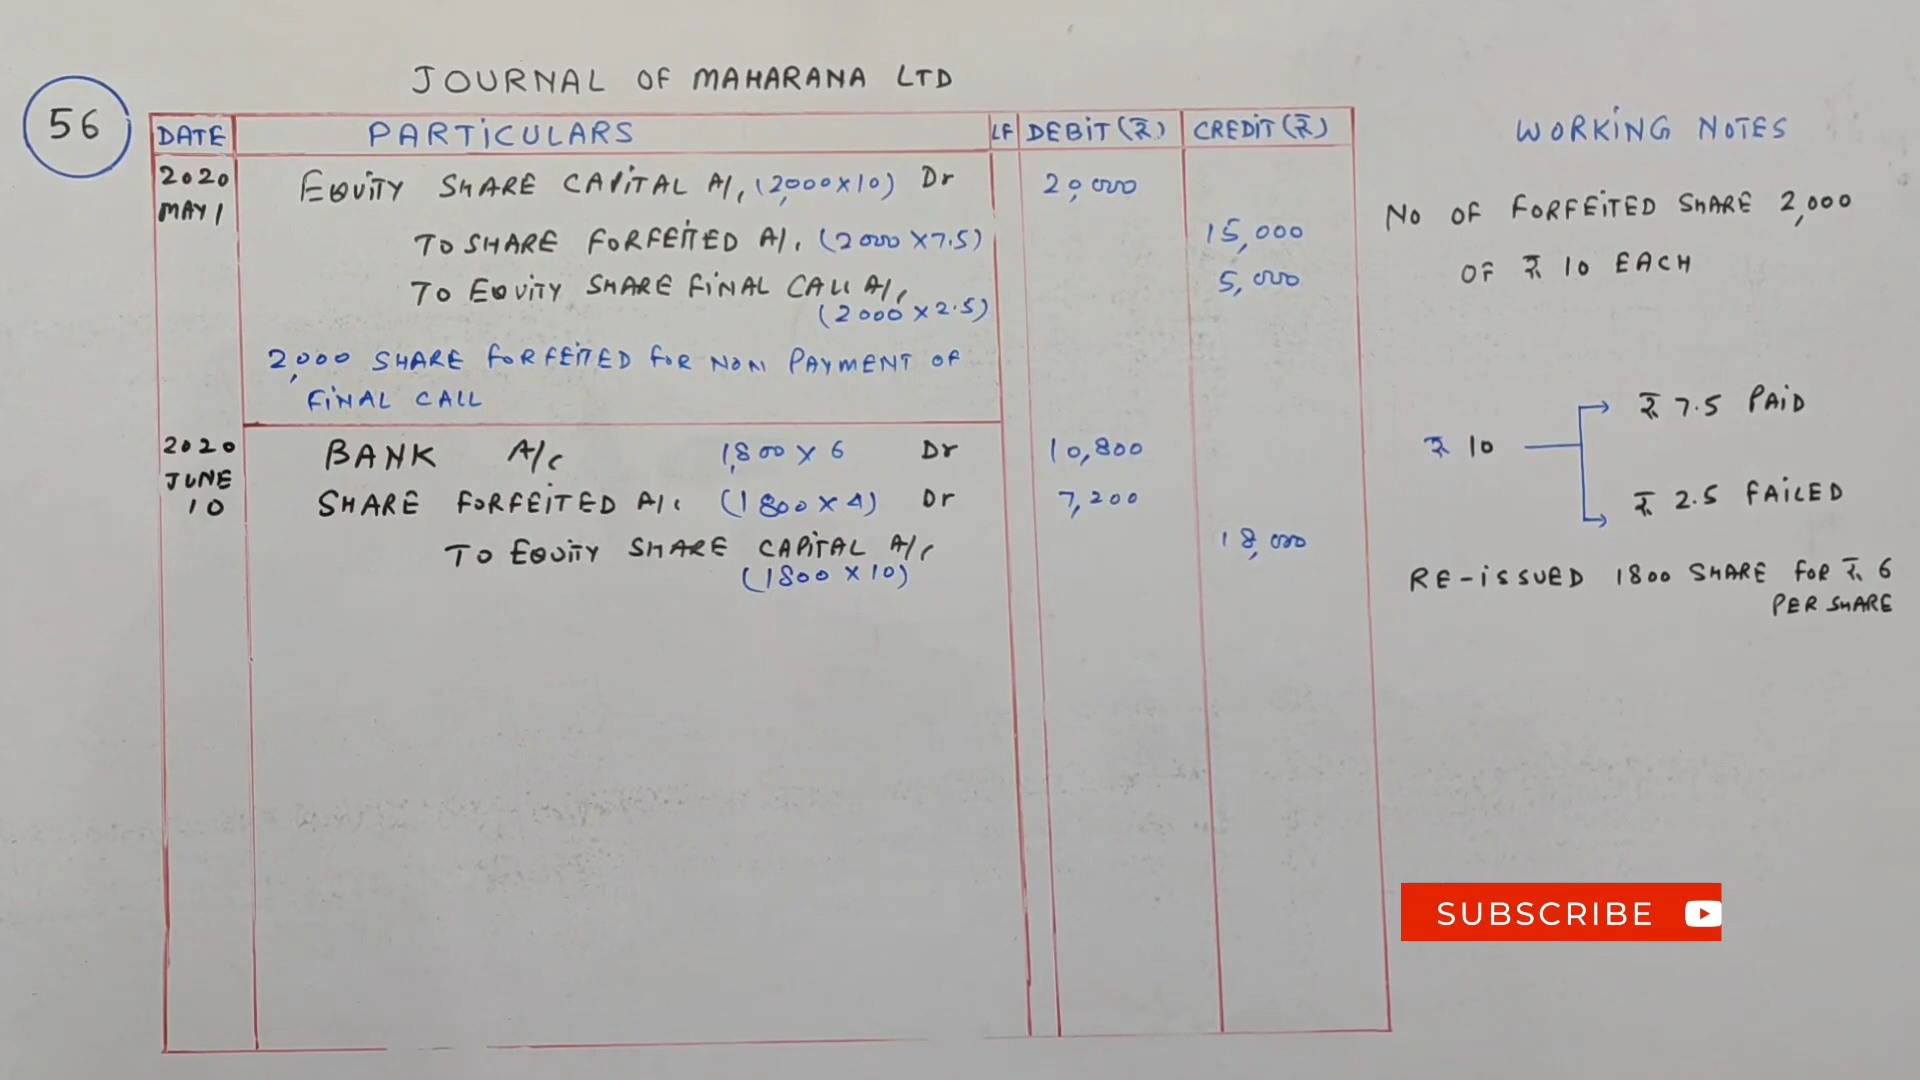 JOURNAL OF MAHARANA LTD
56
DATE PARTICULARS LF DEBIT (₹) CREDIT (₹)
2020 EQUITY SHARE CAPITAL A/c (2,000 x 10) Dr 20,000
MAY 1
TO SHARE FORFEITED A/c (2000 x 7.5) 15,000
TO EQUITY SHARE FINAL CALL A/c 5,000
(2000 x 2.5)
2,000 SHARE FORFEITED FOR NON PAYMENT OF
FINAL CALL
2020 BANK A/c 1,800 x 6 Dr 10,800
JUNE
10 SHARE FORFEITED A/c (1800 x 4) Dr 7,200
TO EQUITY SHARE CAPITAL A/c 18,000
(1800 x 10)
WORKING NOTES
NO OF FORFEITED SHARE 2,000
OF ₹ 10 EACH
₹ 7.5 PAID
₹ 10
₹ 2.5 FAILED
RE-ISSUED 1800 SHARE FOR ₹ 6
PER SHARE
SUBSCRIBE